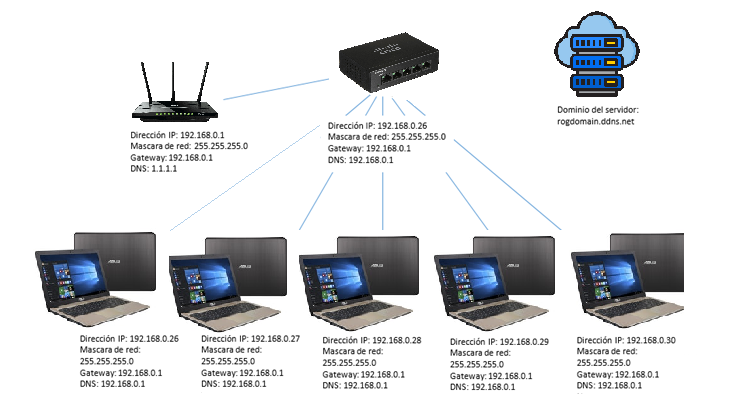 Dominio del servidor:
rogdomain.ddns.net
Dirección IP: 192.168.0.26
Mascara de red: 255.255.255.0
Gateway: 192.168.0.1
DNS: 192.168.0.1
Dirección IP: 192.168.0.1
Mascara de red: 255.255.255.0
Gateway: 192.168.0.1
DNS: 1.1.1.1
Dirección IP: 192.168.0.26
Mascara de red:
255.255.255.0
Gateway: 192.168.0.1
DNS: 192.168.0.1
Dirección IP: 192.168.0.27
Mascara de red:
255.255.255.0
Gateway: 192.168.0.1
DNS: 192.168.0.1
Dirección IP: 192.168.0.28
Mascara de red:
255.255.255.0
Gateway: 192.168.0.1
DNS: 192.168.0.1
Dirección IP: 192.168.0.29
Mascara de red:
255.255.255.0
Gateway: 192.168.0.1
DNS: 192.168.0.1
Dirección IP: 192.168.0.30
Mascara de red:
255.255.255.0
Gateway: 192.168.0.1
DNS: 192.168.0.1